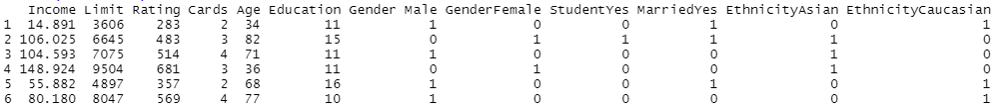 Income Limit Rating Cards Age Education Gender Male GenderFemale StudentYes MarriedYes EthnicityAsian EthnicityCaucasian
1 14.891 3606 283 2 34 11 1 0 0 1 0 1
2 106.025 6645 483 3 82 15 0 1 1 1 1 0
3 104.593 7075 514 4 71 11 1 0 0 0 1 0
4 148.924 9504 681 3 36 11 0 1 0 0 1 0
5 55.882 4897 357 2 68 16 1 0 0 1 0 1
6 80.180 8047 569 4 77 10 1 0 0 0 0 1